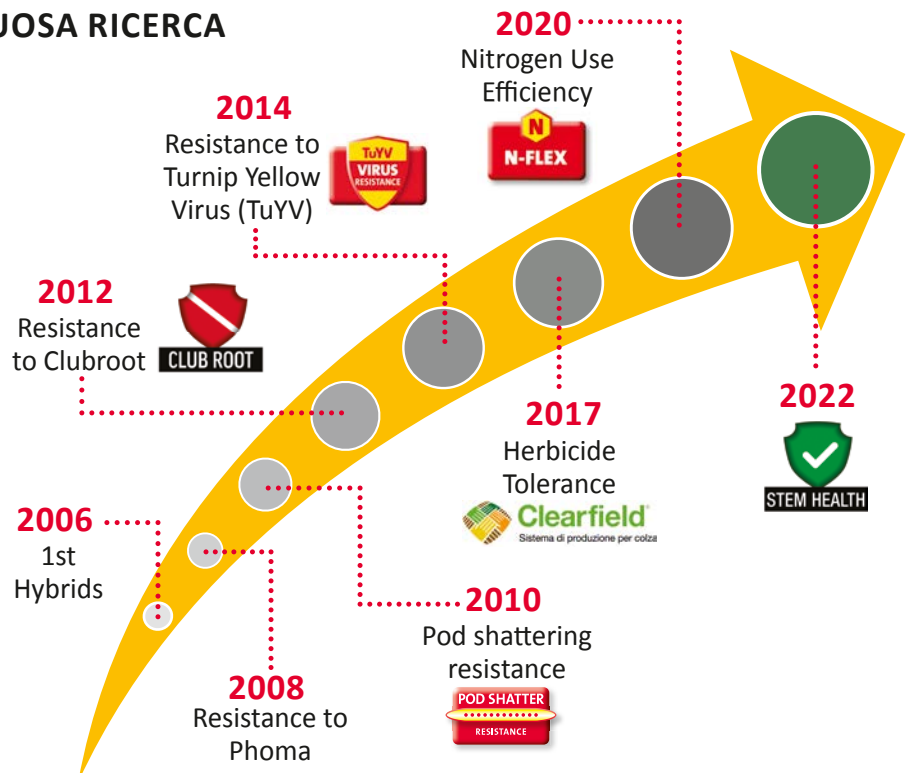 UOSA RICERCA
2006
1st
Hybrids
2008
Resistance to
Phoma
2010
Pod shattering
resistance
POD SHATTER
RESISTANCE
2012
Resistance
to Clubroot
CLUB ROOT
2014
Resistance to
Turnip Yellow
Virus (TuYV)
TuYV
VIRUS
RESISTANCE
2017
Herbicide
Tolerance
Clearfield®
Sistema di produzione per colza
2020
Nitrogen Use
Efficiency
N
N-FLEX
2022
STEM HEALTH